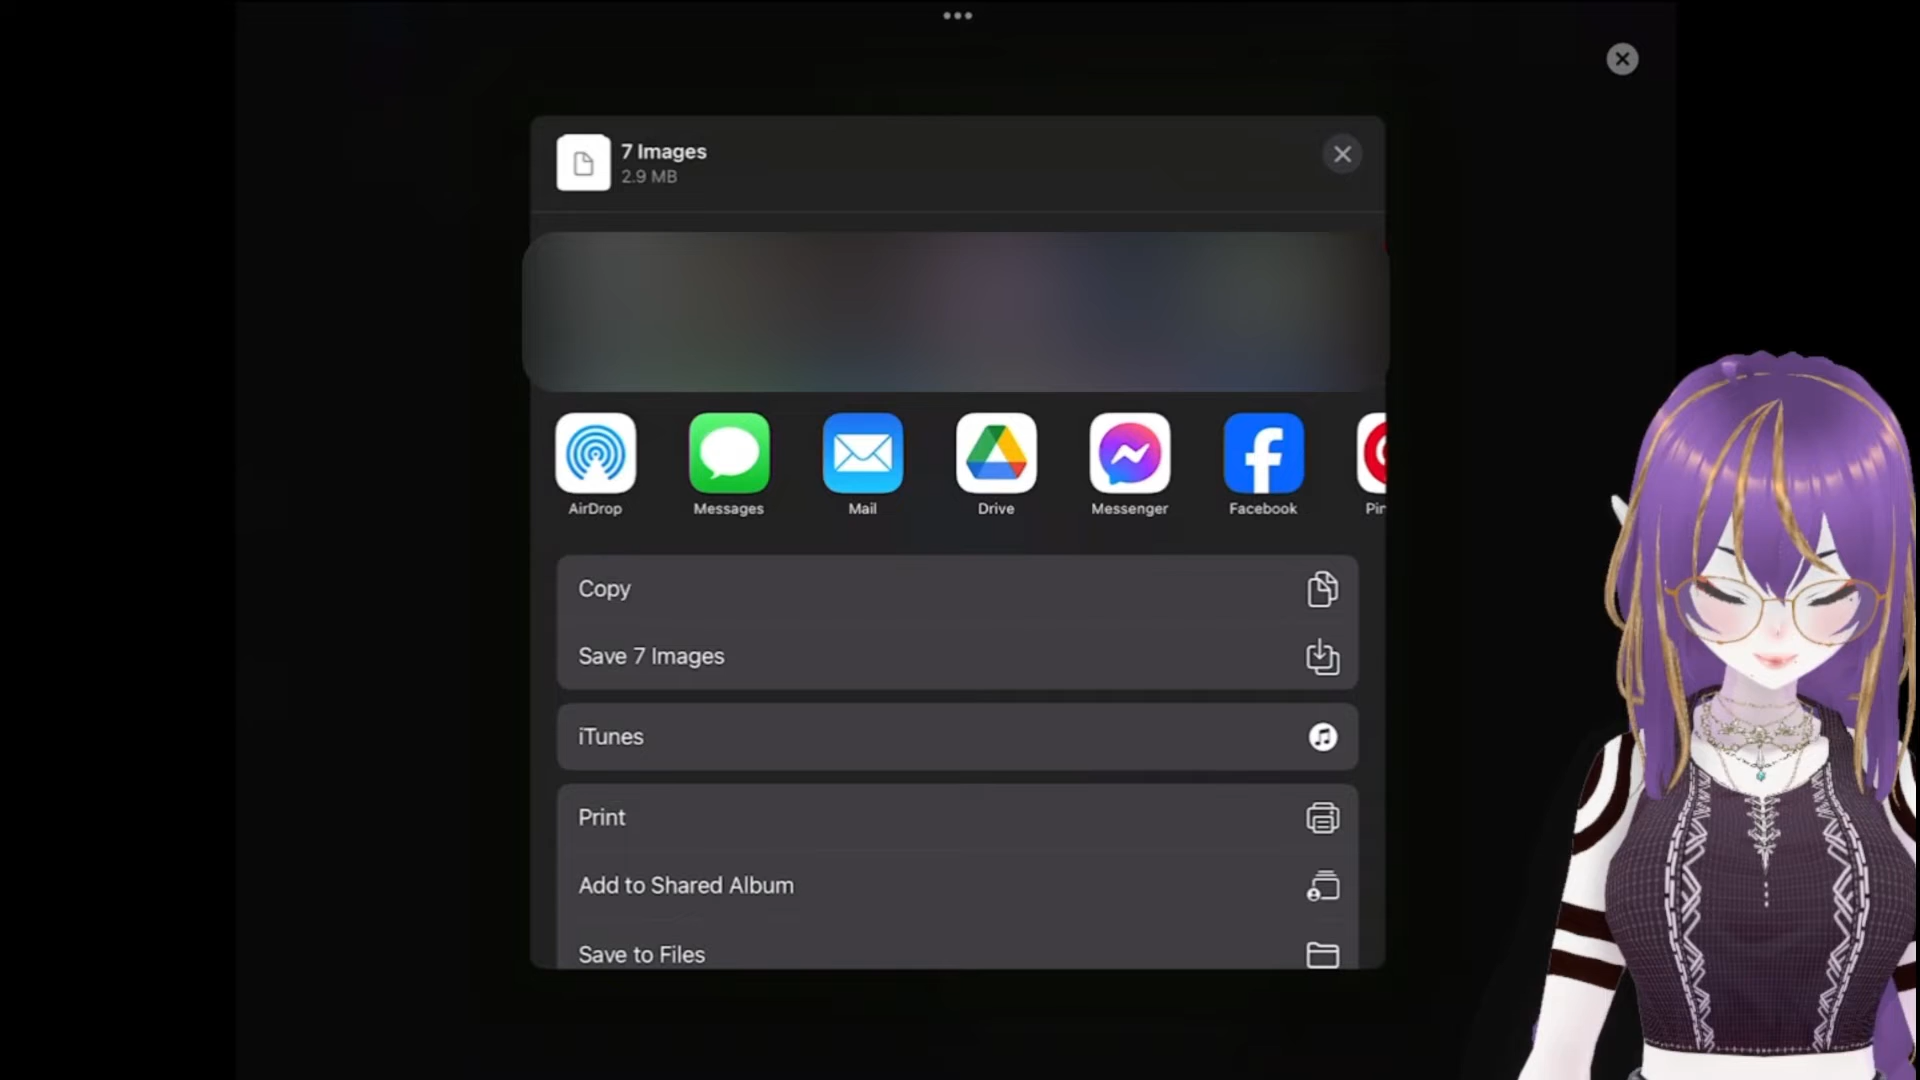 7 Images
2.9 MB
AirDrop
Messages
Mail
Drive
Messenger
Facebook
Copy
Save 7 Images
iTunes
Print
Add to Shared Album
Save to Files